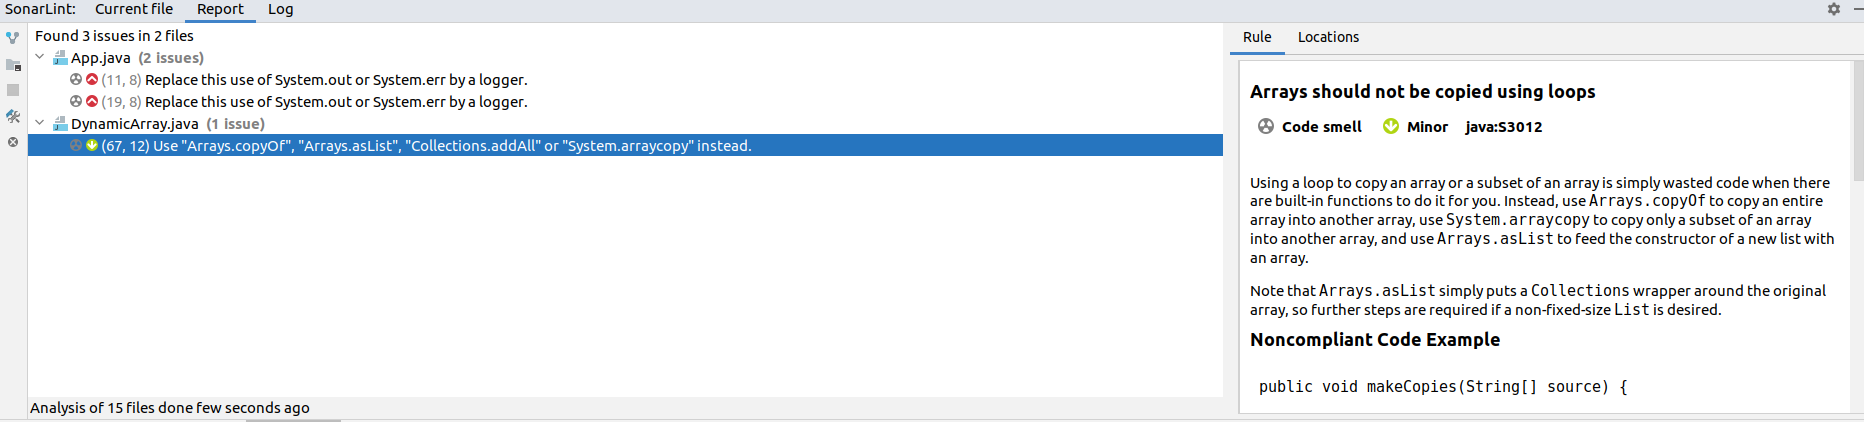 SonarLint: Current file Report Log
Found 3 issues in 2 files
App.java (2 issues)
(11, 8) Replace this use of System.out or System.err by a logger.
(19, 8) Replace this use of System.out or System.err by a logger.
DynamicArray.java (1 issue)
(67, 12) Use "Arrays.copyOf", "Arrays.asList", "Collections.addAll" or "System.arraycopy" instead.
Analysis of 15 files done few seconds ago
Rule Locations
Arrays should not be copied using loops
Code smell Minor java:S3012
Using a loop to copy an array or a subset of an array is simply wasted code when there
are built-in functions to do it for you. Instead, use Arrays.copyOf to copy an entire
array into another array, use System.arraycopy to copy only a subset of an array
into another array, and use Arrays.asList to feed the constructor of a new list with
an array.
Note that Arrays.asList simply puts a Collections wrapper around the original
array, so further steps are required if a non-fixed-size List is desired.
Noncompliant Code Example
public void makeCopies(String[] source) {